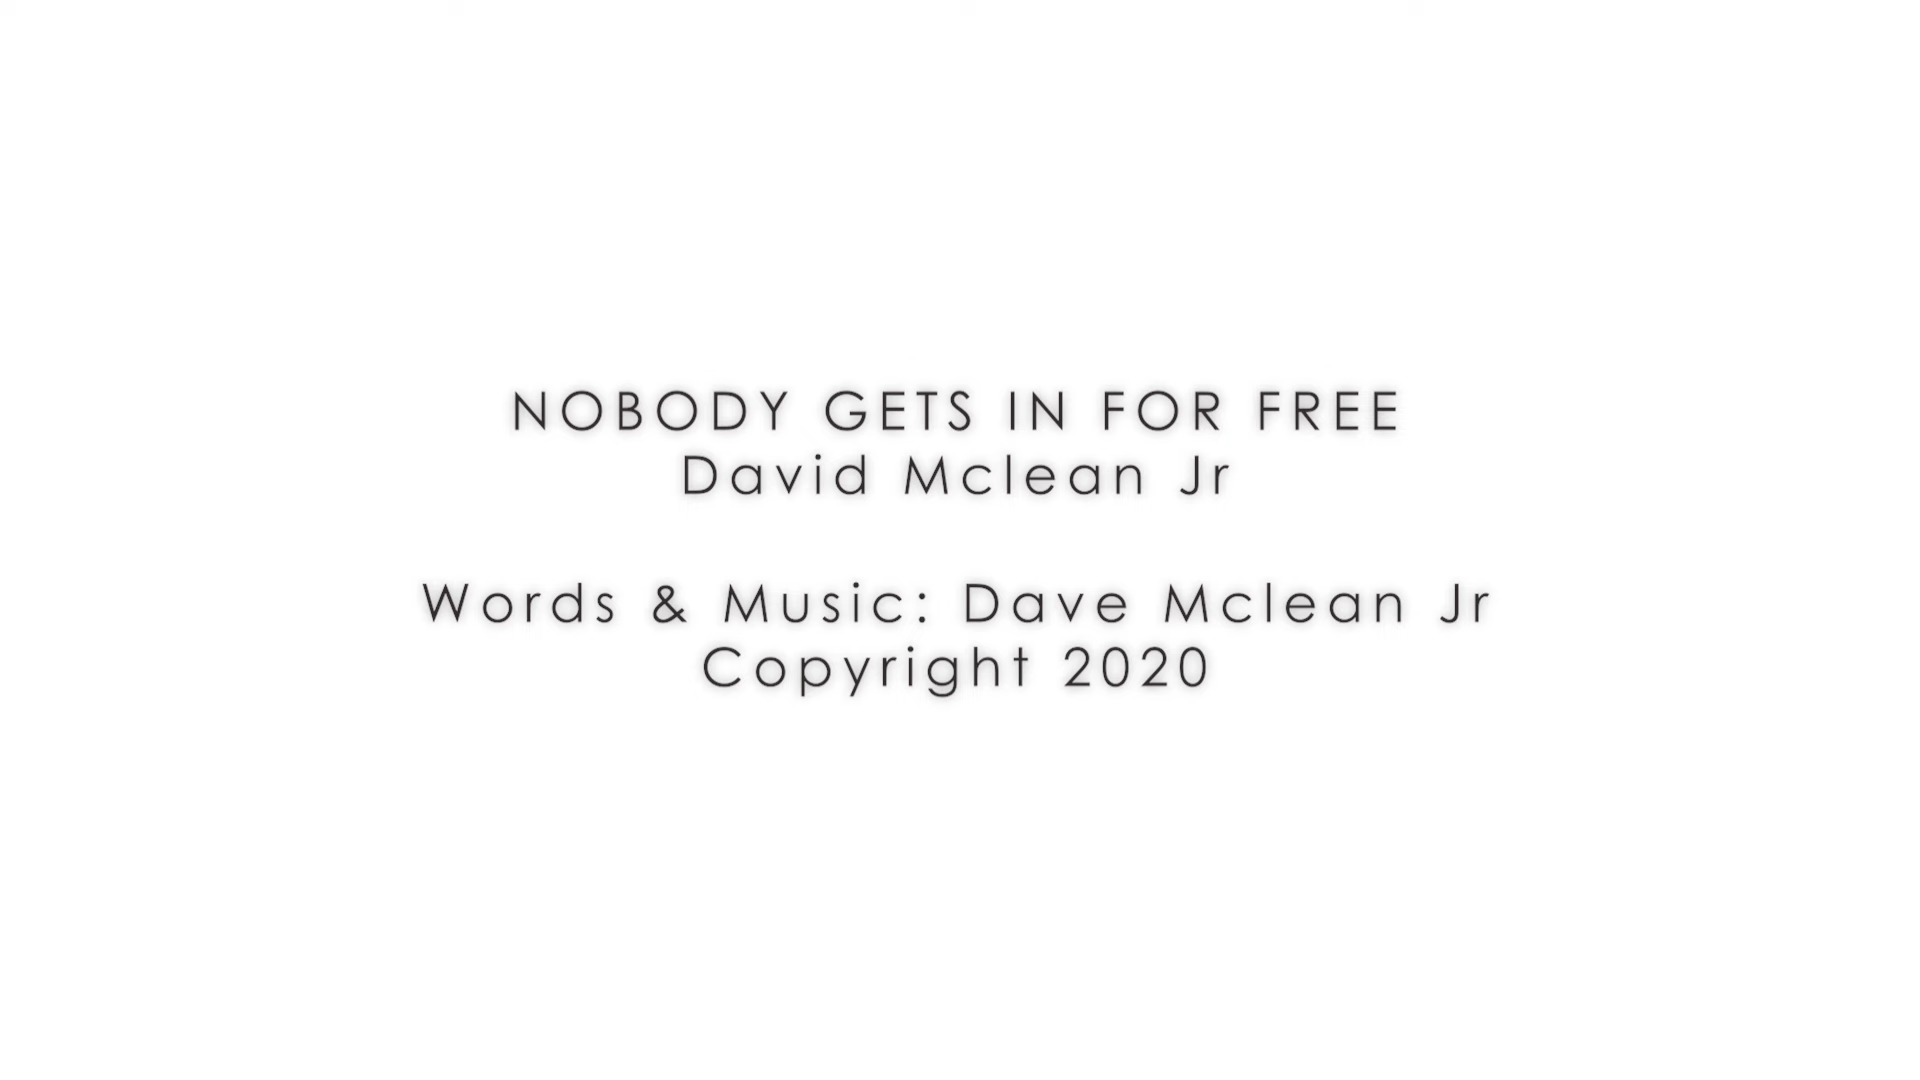 NOBODY GETS IN FOR FREE
David Mclean Jr
Words & Music: Dave Mclean Jr
Copyright 2020